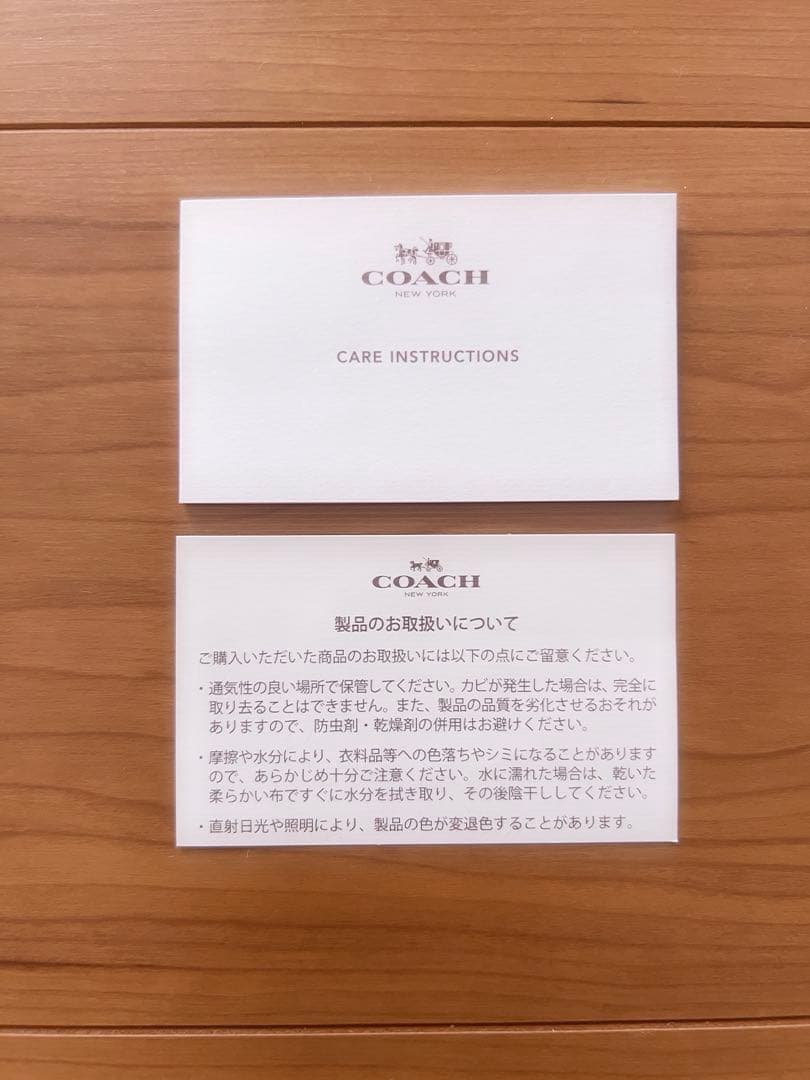 COACH
NEW YORK
CARE INSTRUCTIONS
COACH
NEW YORK
製品のお取扱いについて
ご購入いただいた商品のお取扱いには以下の点にご留意ください。
・通気性の良い場所で保管してください。カビが発生した場合は、完全に
取り去ることはできません。また、製品の品質を劣化させるおそれが
ありますので、防虫剤・乾燥剤の併用はお避けください。
・摩擦や水分により、衣料品等への色落ちやシミになることがあります
ので、あらかじめ十分ご注意ください。水に濡れた場合は、乾いた
柔らかい布ですぐに水分を拭き取り、その後陰干ししてください。
・直射日光や照明により、製品の色が変退色することがあります。